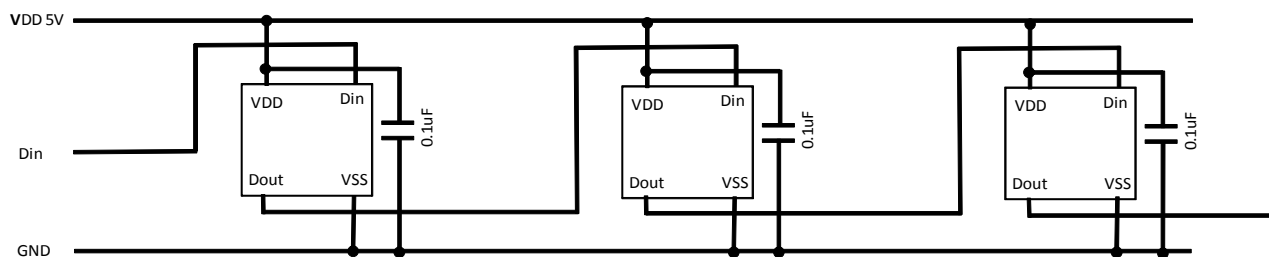 VDD 5V
VDD
Din
0.1uF
VDD
Din
0.1uF
VDD
Din
0.1uF
Din
Dout
VSS
Dout
VSS
Dout
VSS
GND